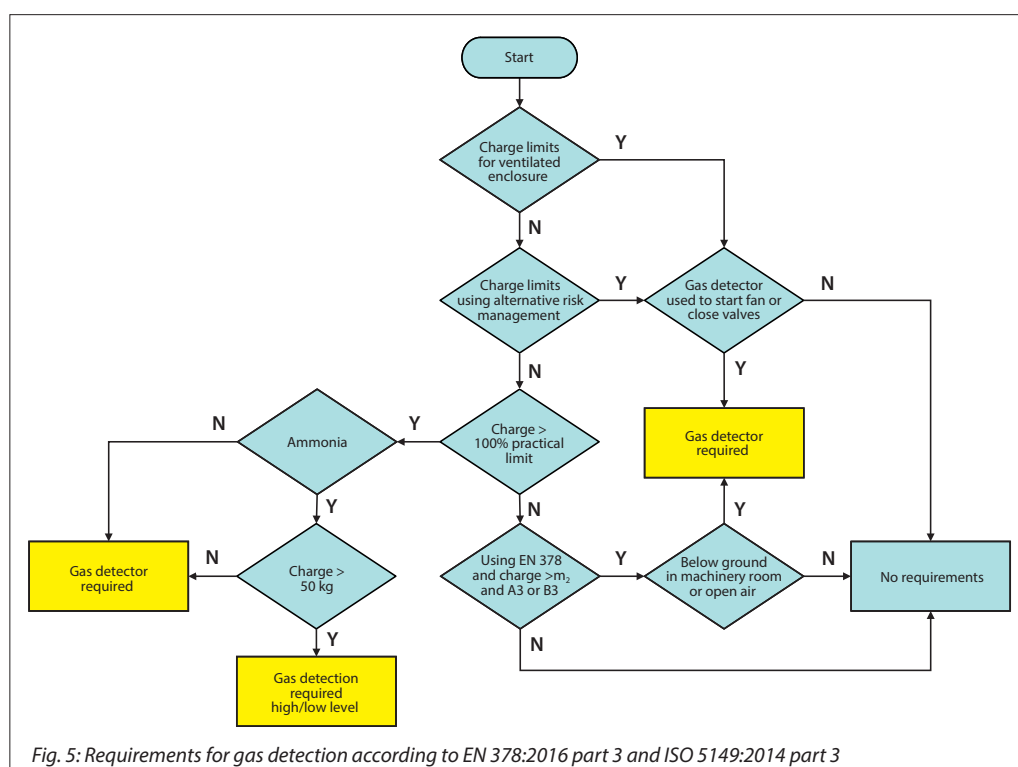 Start
Charge limits
for ventilated
enclosure
Y
N
Charge limits
using alternative risk
management
Y
Gas detector
used to start fan or
close valves
N
N
Y
N
Ammonia
Y
Charge >
100% practical
limit
Gas detector
required
Y
N
Y
Gas detector
required
N
Charge >
50 kg
Using EN 378
and charge >m₂
and A3 or B3
Y
Below ground
in machinery room
or open air
N
No requirements
Y
N
Gas detection
required
high/low level
Fig. 5: Requirements for gas detection according to EN 378:2016 part 3 and ISO 5149:2014 part 3